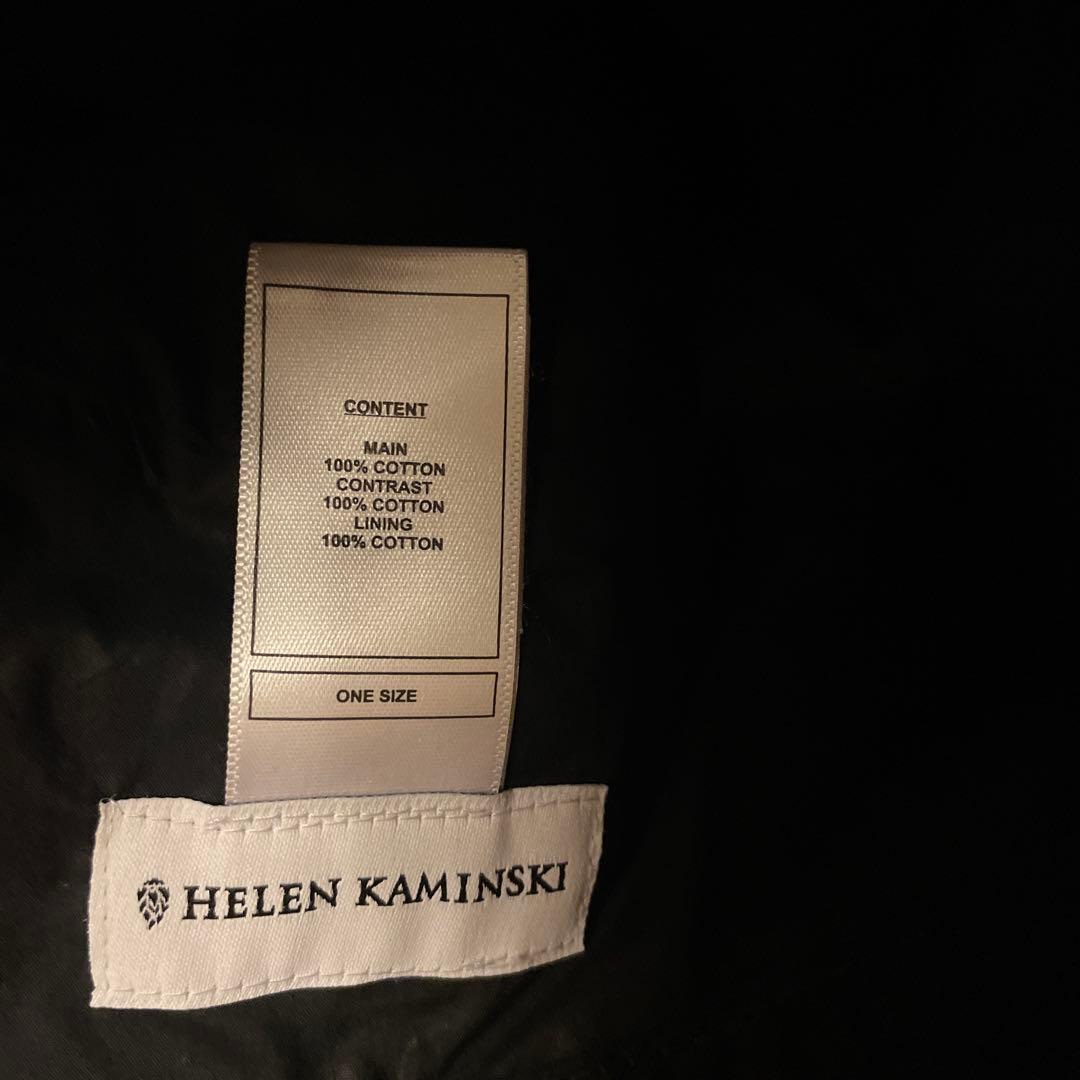 CONTENT
MAIN
100% COTTON
CONTRAST
100% COTTON
LINING
100% COTTON
ONE SIZE
HELEN KAMINSKI